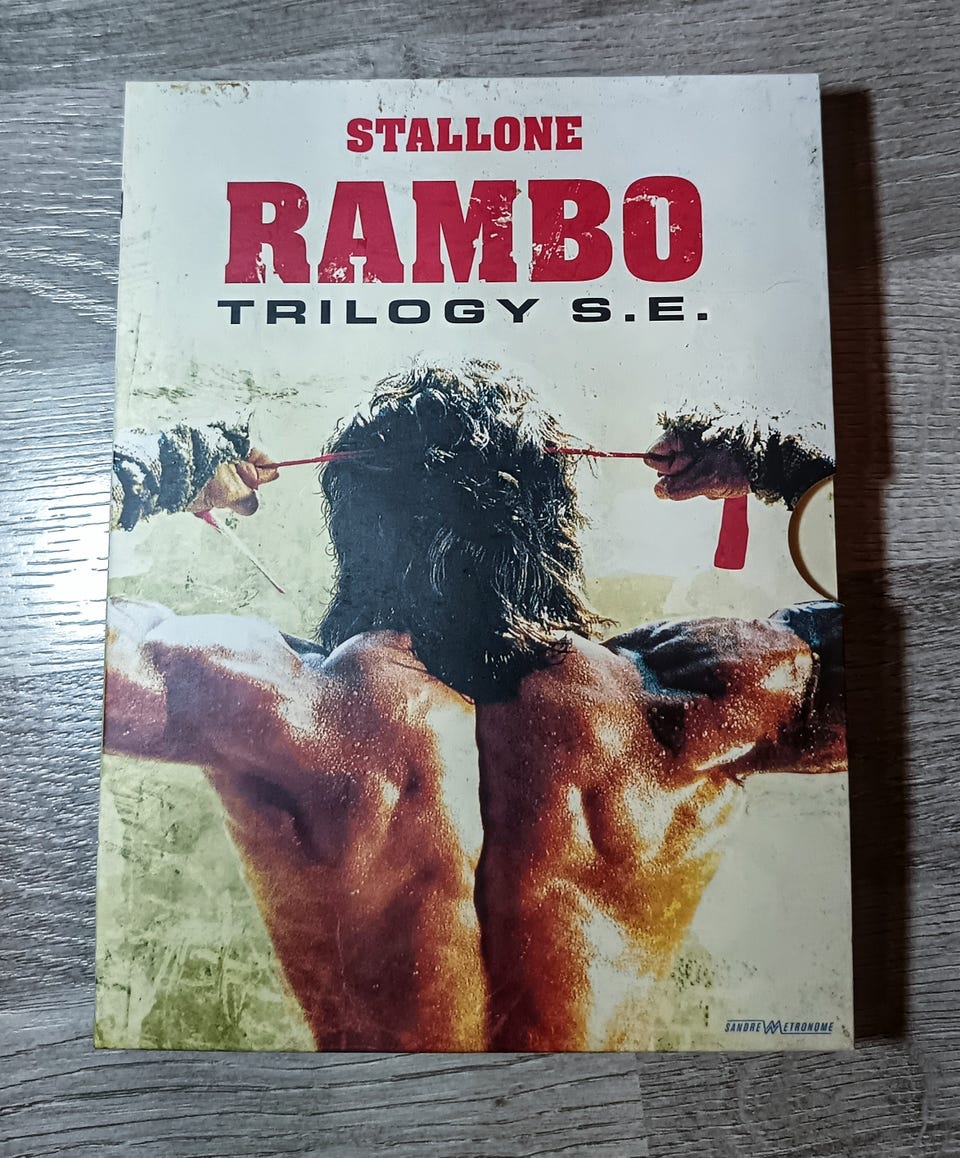 STALLONE
RAMBO
TRILOGY S.E.
SANDREW METRONOME